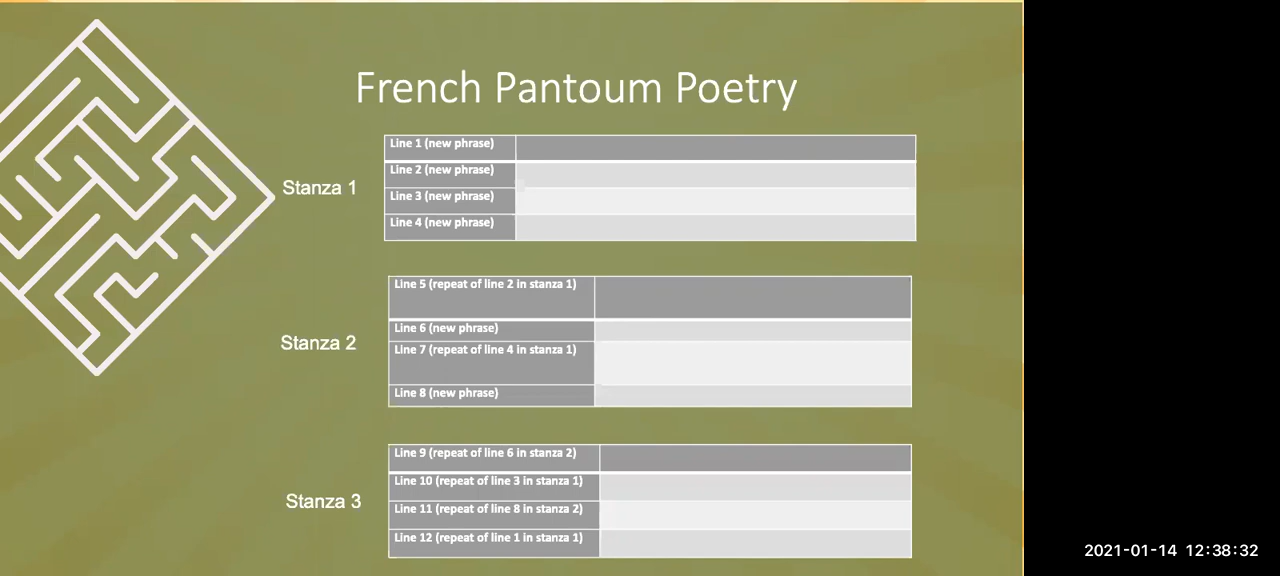 French Pantoum Poetry
Stanza 1
Line 1 (new phrase)
Line 2 (new phrase)
Line 3 (new phrase)
Line 4 (new phrase)
Stanza 2
Line 5 (repeat of line 2 in stanza 1)
Line 6 (new phrase)
Line 7 (repeat of line 4 in stanza 1)
Line 8 (new phrase)
Stanza 3
Line 9 (repeat of line 6 in stanza 2)
Line 10 (repeat of line 3 in stanza 1)
Line 11 (repeat of line 8 in stanza 2)
Line 12 (repeat of line 1 in stanza 1)
2021-01-14 12:38:32